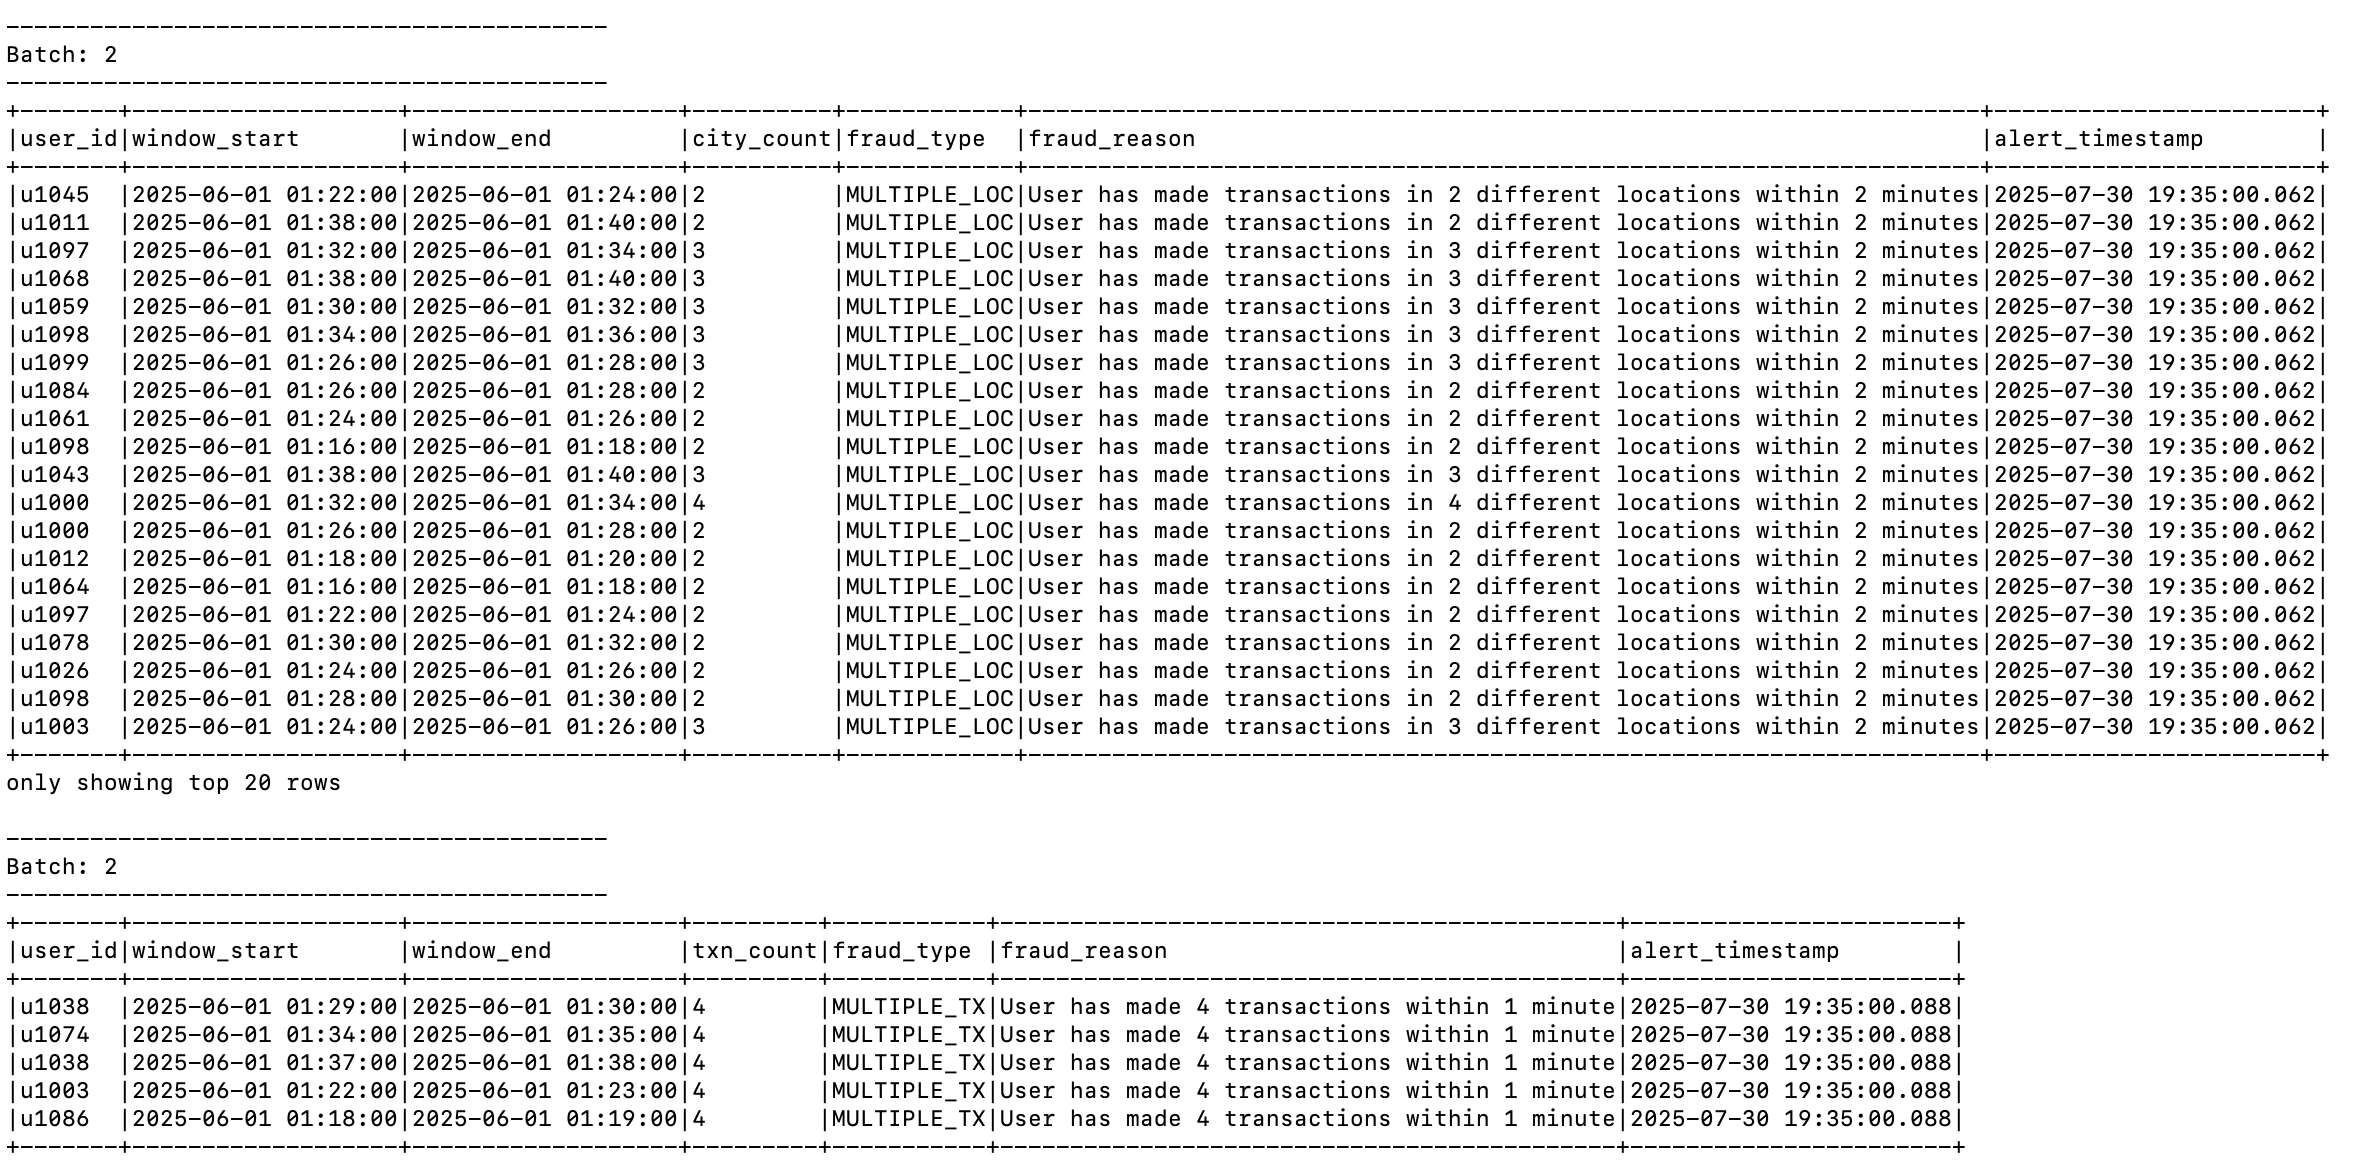 -------------------------------------------
Batch: 2
-------------------------------------------
+-------+-------------------+-------------------+----------+------------+--------------------------------------------------------------------+-----------------------+
|user_id|window_start       |window_end         |city_count|fraud_type  |fraud_reason                                                        |alert_timestamp        |
+-------+-------------------+-------------------+----------+------------+--------------------------------------------------------------------+-----------------------+
|u1045  |2025-06-01 01:22:00|2025-06-01 01:24:00|2         |MULTIPLE_LOC|User has made transactions in 2 different locations within 2 minutes|2025-07-30 19:35:00.062|
|u1011  |2025-06-01 01:38:00|2025-06-01 01:40:00|2         |MULTIPLE_LOC|User has made transactions in 2 different locations within 2 minutes|2025-07-30 19:35:00.062|
|u1097  |2025-06-01 01:32:00|2025-06-01 01:34:00|3         |MULTIPLE_LOC|User has made transactions in 3 different locations within 2 minutes|2025-07-30 19:35:00.062|
|u1068  |2025-06-01 01:38:00|2025-06-01 01:40:00|3         |MULTIPLE_LOC|User has made transactions in 3 different locations within 2 minutes|2025-07-30 19:35:00.062|
|u1059  |2025-06-01 01:30:00|2025-06-01 01:32:00|3         |MULTIPLE_LOC|User has made transactions in 3 different locations within 2 minutes|2025-07-30 19:35:00.062|
|u1098  |2025-06-01 01:34:00|2025-06-01 01:36:00|3         |MULTIPLE_LOC|User has made transactions in 3 different locations within 2 minutes|2025-07-30 19:35:00.062|
|u1099  |2025-06-01 01:26:00|2025-06-01 01:28:00|3         |MULTIPLE_LOC|User has made transactions in 3 different locations within 2 minutes|2025-07-30 19:35:00.062|
|u1084  |2025-06-01 01:26:00|2025-06-01 01:28:00|2         |MULTIPLE_LOC|User has made transactions in 2 different locations within 2 minutes|2025-07-30 19:35:00.062|
|u1061  |2025-06-01 01:24:00|2025-06-01 01:26:00|2         |MULTIPLE_LOC|User has made transactions in 2 different locations within 2 minutes|2025-07-30 19:35:00.062|
|u1098  |2025-06-01 01:16:00|2025-06-01 01:18:00|2         |MULTIPLE_LOC|User has made transactions in 2 different locations within 2 minutes|2025-07-30 19:35:00.062|
|u1043  |2025-06-01 01:38:00|2025-06-01 01:40:00|3         |MULTIPLE_LOC|User has made transactions in 3 different locations within 2 minutes|2025-07-30 19:35:00.062|
|u1000  |2025-06-01 01:32:00|2025-06-01 01:34:00|4         |MULTIPLE_LOC|User has made transactions in 4 different locations within 2 minutes|2025-07-30 19:35:00.062|
|u1000  |2025-06-01 01:26:00|2025-06-01 01:28:00|2         |MULTIPLE_LOC|User has made transactions in 2 different locations within 2 minutes|2025-07-30 19:35:00.062|
|u1012  |2025-06-01 01:18:00|2025-06-01 01:20:00|2         |MULTIPLE_LOC|User has made transactions in 2 different locations within 2 minutes|2025-07-30 19:35:00.062|
|u1064  |2025-06-01 01:16:00|2025-06-01 01:18:00|2         |MULTIPLE_LOC|User has made transactions in 2 different locations within 2 minutes|2025-07-30 19:35:00.062|
|u1097  |2025-06-01 01:22:00|2025-06-01 01:24:00|2         |MULTIPLE_LOC|User has made transactions in 2 different locations within 2 minutes|2025-07-30 19:35:00.062|
|u1078  |2025-06-01 01:30:00|2025-06-01 01:32:00|2         |MULTIPLE_LOC|User has made transactions in 2 different locations within 2 minutes|2025-07-30 19:35:00.062|
|u1026  |2025-06-01 01:24:00|2025-06-01 01:26:00|2         |MULTIPLE_LOC|User has made transactions in 2 different locations within 2 minutes|2025-07-30 19:35:00.062|
|u1098  |2025-06-01 01:28:00|2025-06-01 01:30:00|2         |MULTIPLE_LOC|User has made transactions in 2 different locations within 2 minutes|2025-07-30 19:35:00.062|
|u1003  |2025-06-01 01:24:00|2025-06-01 01:26:00|3         |MULTIPLE_LOC|User has made transactions in 3 different locations within 2 minutes|2025-07-30 19:35:00.062|
+-------+-------------------+-------------------+----------+------------+--------------------------------------------------------------------+-----------------------+
only showing top 20 rows
-------------------------------------------
Batch: 2
-------------------------------------------
+-------+-------------------+-------------------+---------+-----------+--------------------------------------------+-----------------------+
|user_id|window_start       |window_end         |txn_count|fraud_type |fraud_reason                                |alert_timestamp        |
+-------+-------------------+-------------------+---------+-----------+--------------------------------------------+-----------------------+
|u1038  |2025-06-01 01:29:00|2025-06-01 01:30:00|4        |MULTIPLE_TX|User has made 4 transactions within 1 minute|2025-07-30 19:35:00.088|
|u1074  |2025-06-01 01:34:00|2025-06-01 01:35:00|4        |MULTIPLE_TX|User has made 4 transactions within 1 minute|2025-07-30 19:35:00.088|
|u1038  |2025-06-01 01:37:00|2025-06-01 01:38:00|4        |MULTIPLE_TX|User has made 4 transactions within 1 minute|2025-07-30 19:35:00.088|
|u1003  |2025-06-01 01:22:00|2025-06-01 01:23:00|4        |MULTIPLE_TX|User has made 4 transactions within 1 minute|2025-07-30 19:35:00.088|
|u1086  |2025-06-01 01:18:00|2025-06-01 01:19:00|4        |MULTIPLE_TX|User has made 4 transactions within 1 minute|2025-07-30 19:35:00.088|
+-------+-------------------+-------------------+---------+-----------+--------------------------------------------+-----------------------+